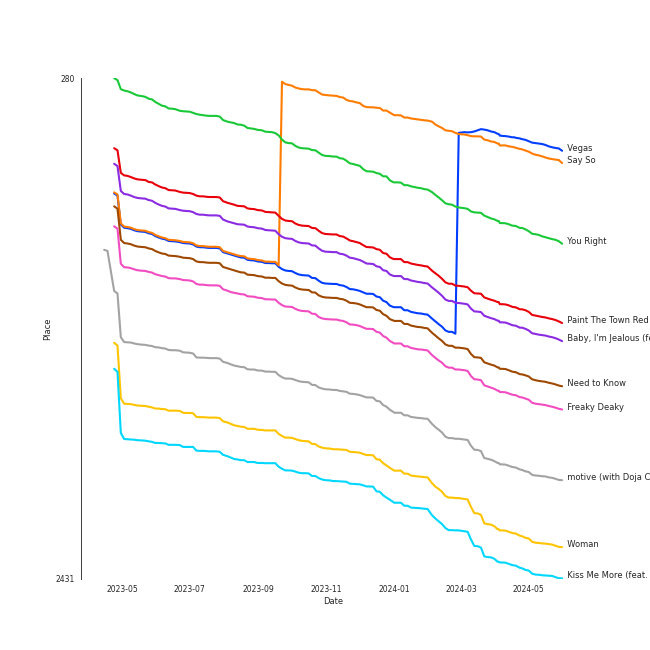 280
Vegas
Say So
You Right
Paint The Town Red
Place
Baby, I'm Jealous (fe
Need to Know
Freaky Deaky
motive (with Doja C
Woman
2431
Kiss Me More (feat.
2023-05 2023-07 2023-09 2023-11 2024-01 2024-03 2024-05
Date